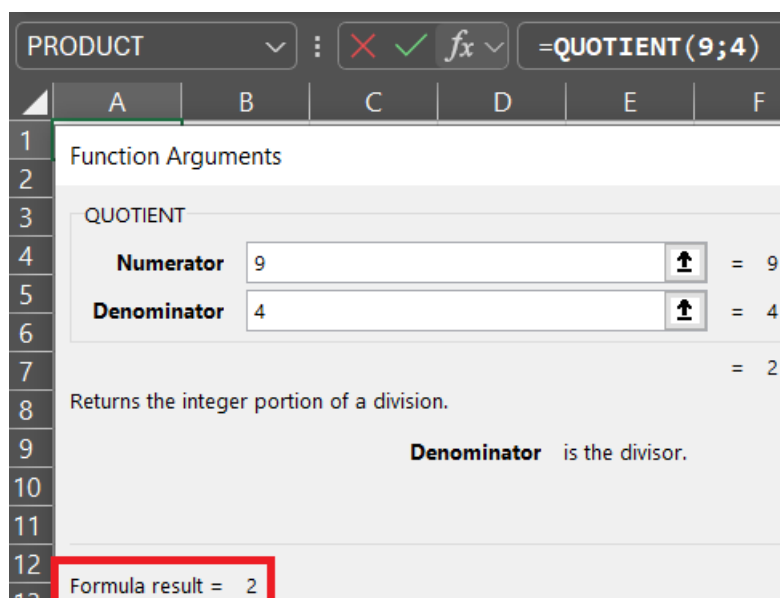 PRODUCT fx =QUOTIENT(9;4)
A B C D E F
1
Function Arguments
2
3 QUOTIENT
4 Numerator 9 = 9
5
Denominator 4 = 4
6
7 = 2
8 Returns the integer portion of a division.
9 Denominator is the divisor.
10
11
12
Formula result = 2
13